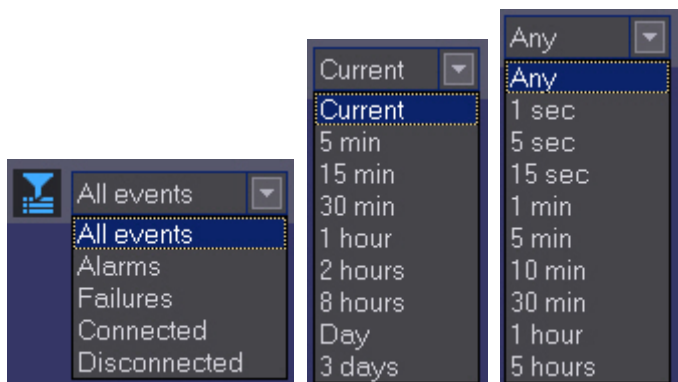 All events
All events
Alarms
Failures
Connected
Disconnected
Current
Current
5 min
15 min
30 min
1 hour
2 hours
8 hours
Day
3 days
Any
Any
1 sec
5 sec
15 sec
1 min
5 min
10 min
30 min
1 hour
5 hours